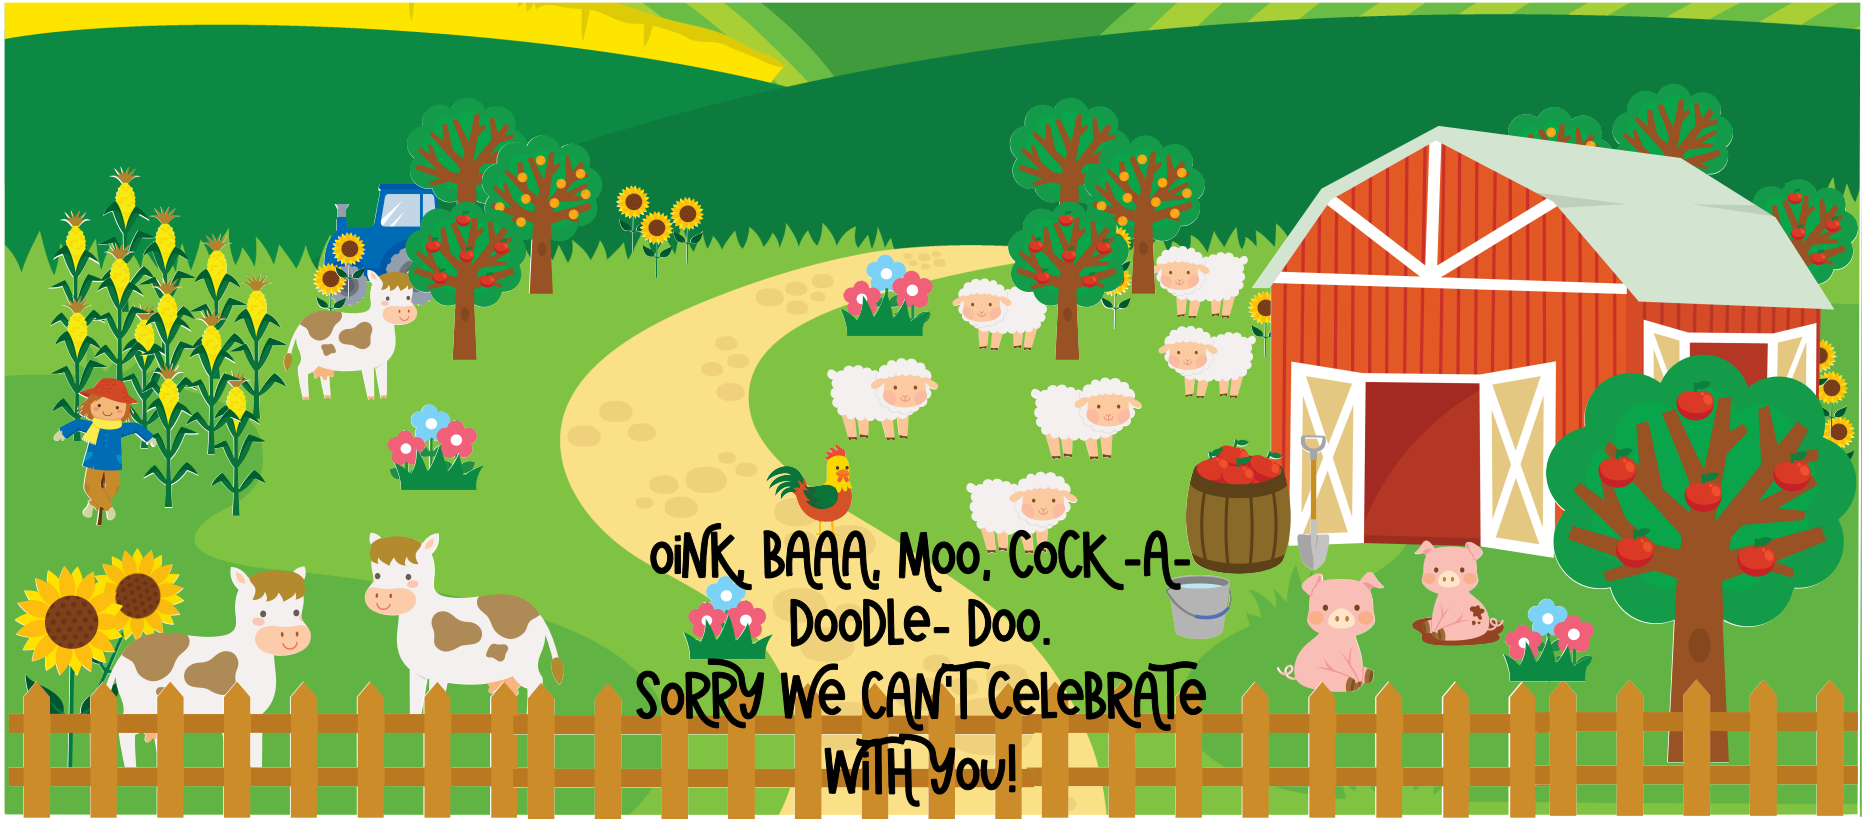 OiNK, BAAA, Moo, CoCK -A-
DooDLe- Doo.
SoRRY We CAN'T CeLeBRATe
WiTH You!